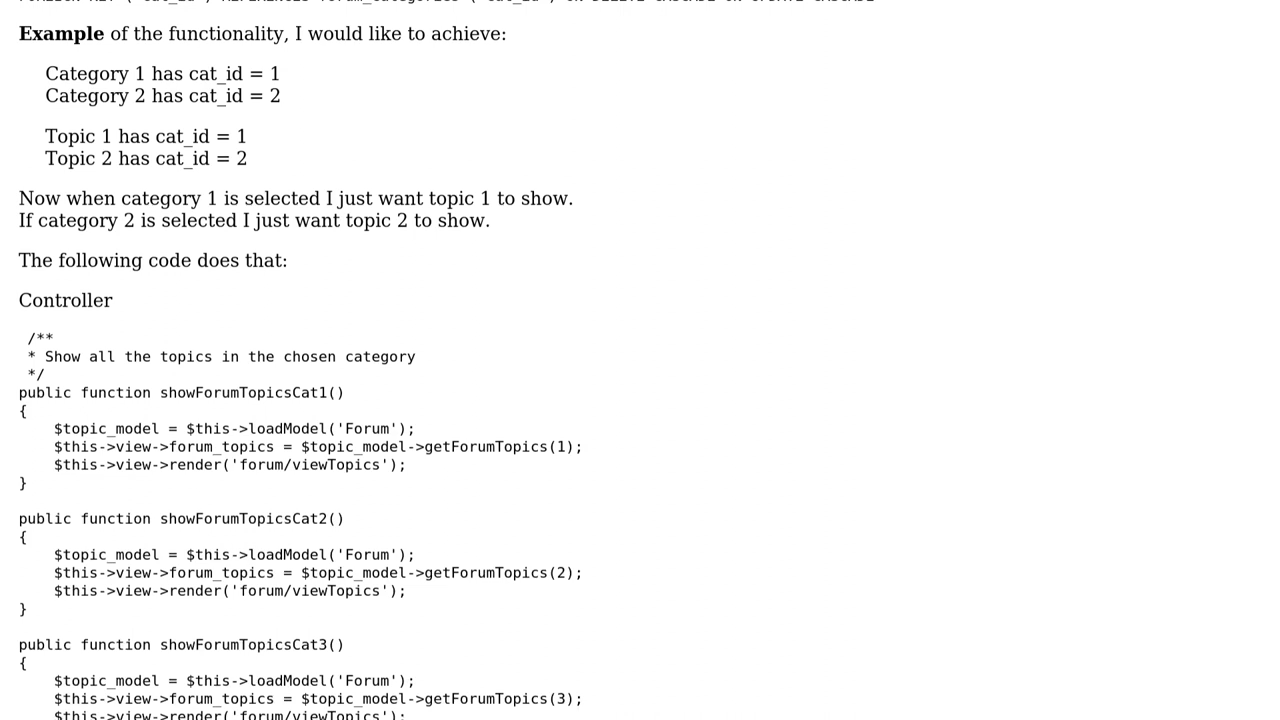 Example of the functionality, I would like to achieve:
Category 1 has cat_id = 1
Category 2 has cat_id = 2
Topic 1 has cat_id = 1
Topic 2 has cat_id = 2
Now when category 1 is selected I just want topic 1 to show.
If category 2 is selected I just want topic 2 to show.
The following code does that:
Controller
/**
* Show all the topics in the chosen category
*/
public function showForumTopicsCat1()
{
$topic_model = $this->loadModel('Forum');
$this->view->forum_topics = $topic_model->getForumTopics(1);
$this->view->render('forum/viewTopics');
}
public function showForumTopicsCat2()
{
$topic_model = $this->loadModel('Forum');
$this->view->forum_topics = $topic_model->getForumTopics(2);
$this->view->render('forum/viewTopics');
}
public function showForumTopicsCat3()
{
$topic_model = $this->loadModel('Forum');
$this->view->forum_topics = $topic_model->getForumTopics(3);
$this->view->render('forum/viewTopics');